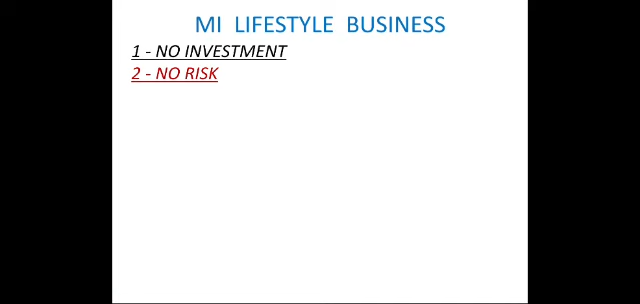 MI LIFESTYLE BUSINESS
1 - NO INVESTMENT
2 - NO RISK